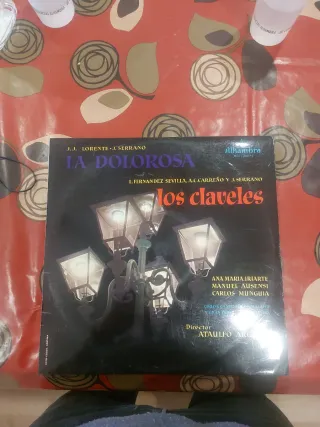 J.J. LORENTE - J. SERRANO
Alhambra
LA DOLOROSA
L. FERNANDEZ SEVILLA, A.C. CARREÑO Y J. SERRANO
los claveles
ANA MARIA IRIARTE
MANUEL AUSENSI
CARLOS MUNGUIA
Director
ATAULFO